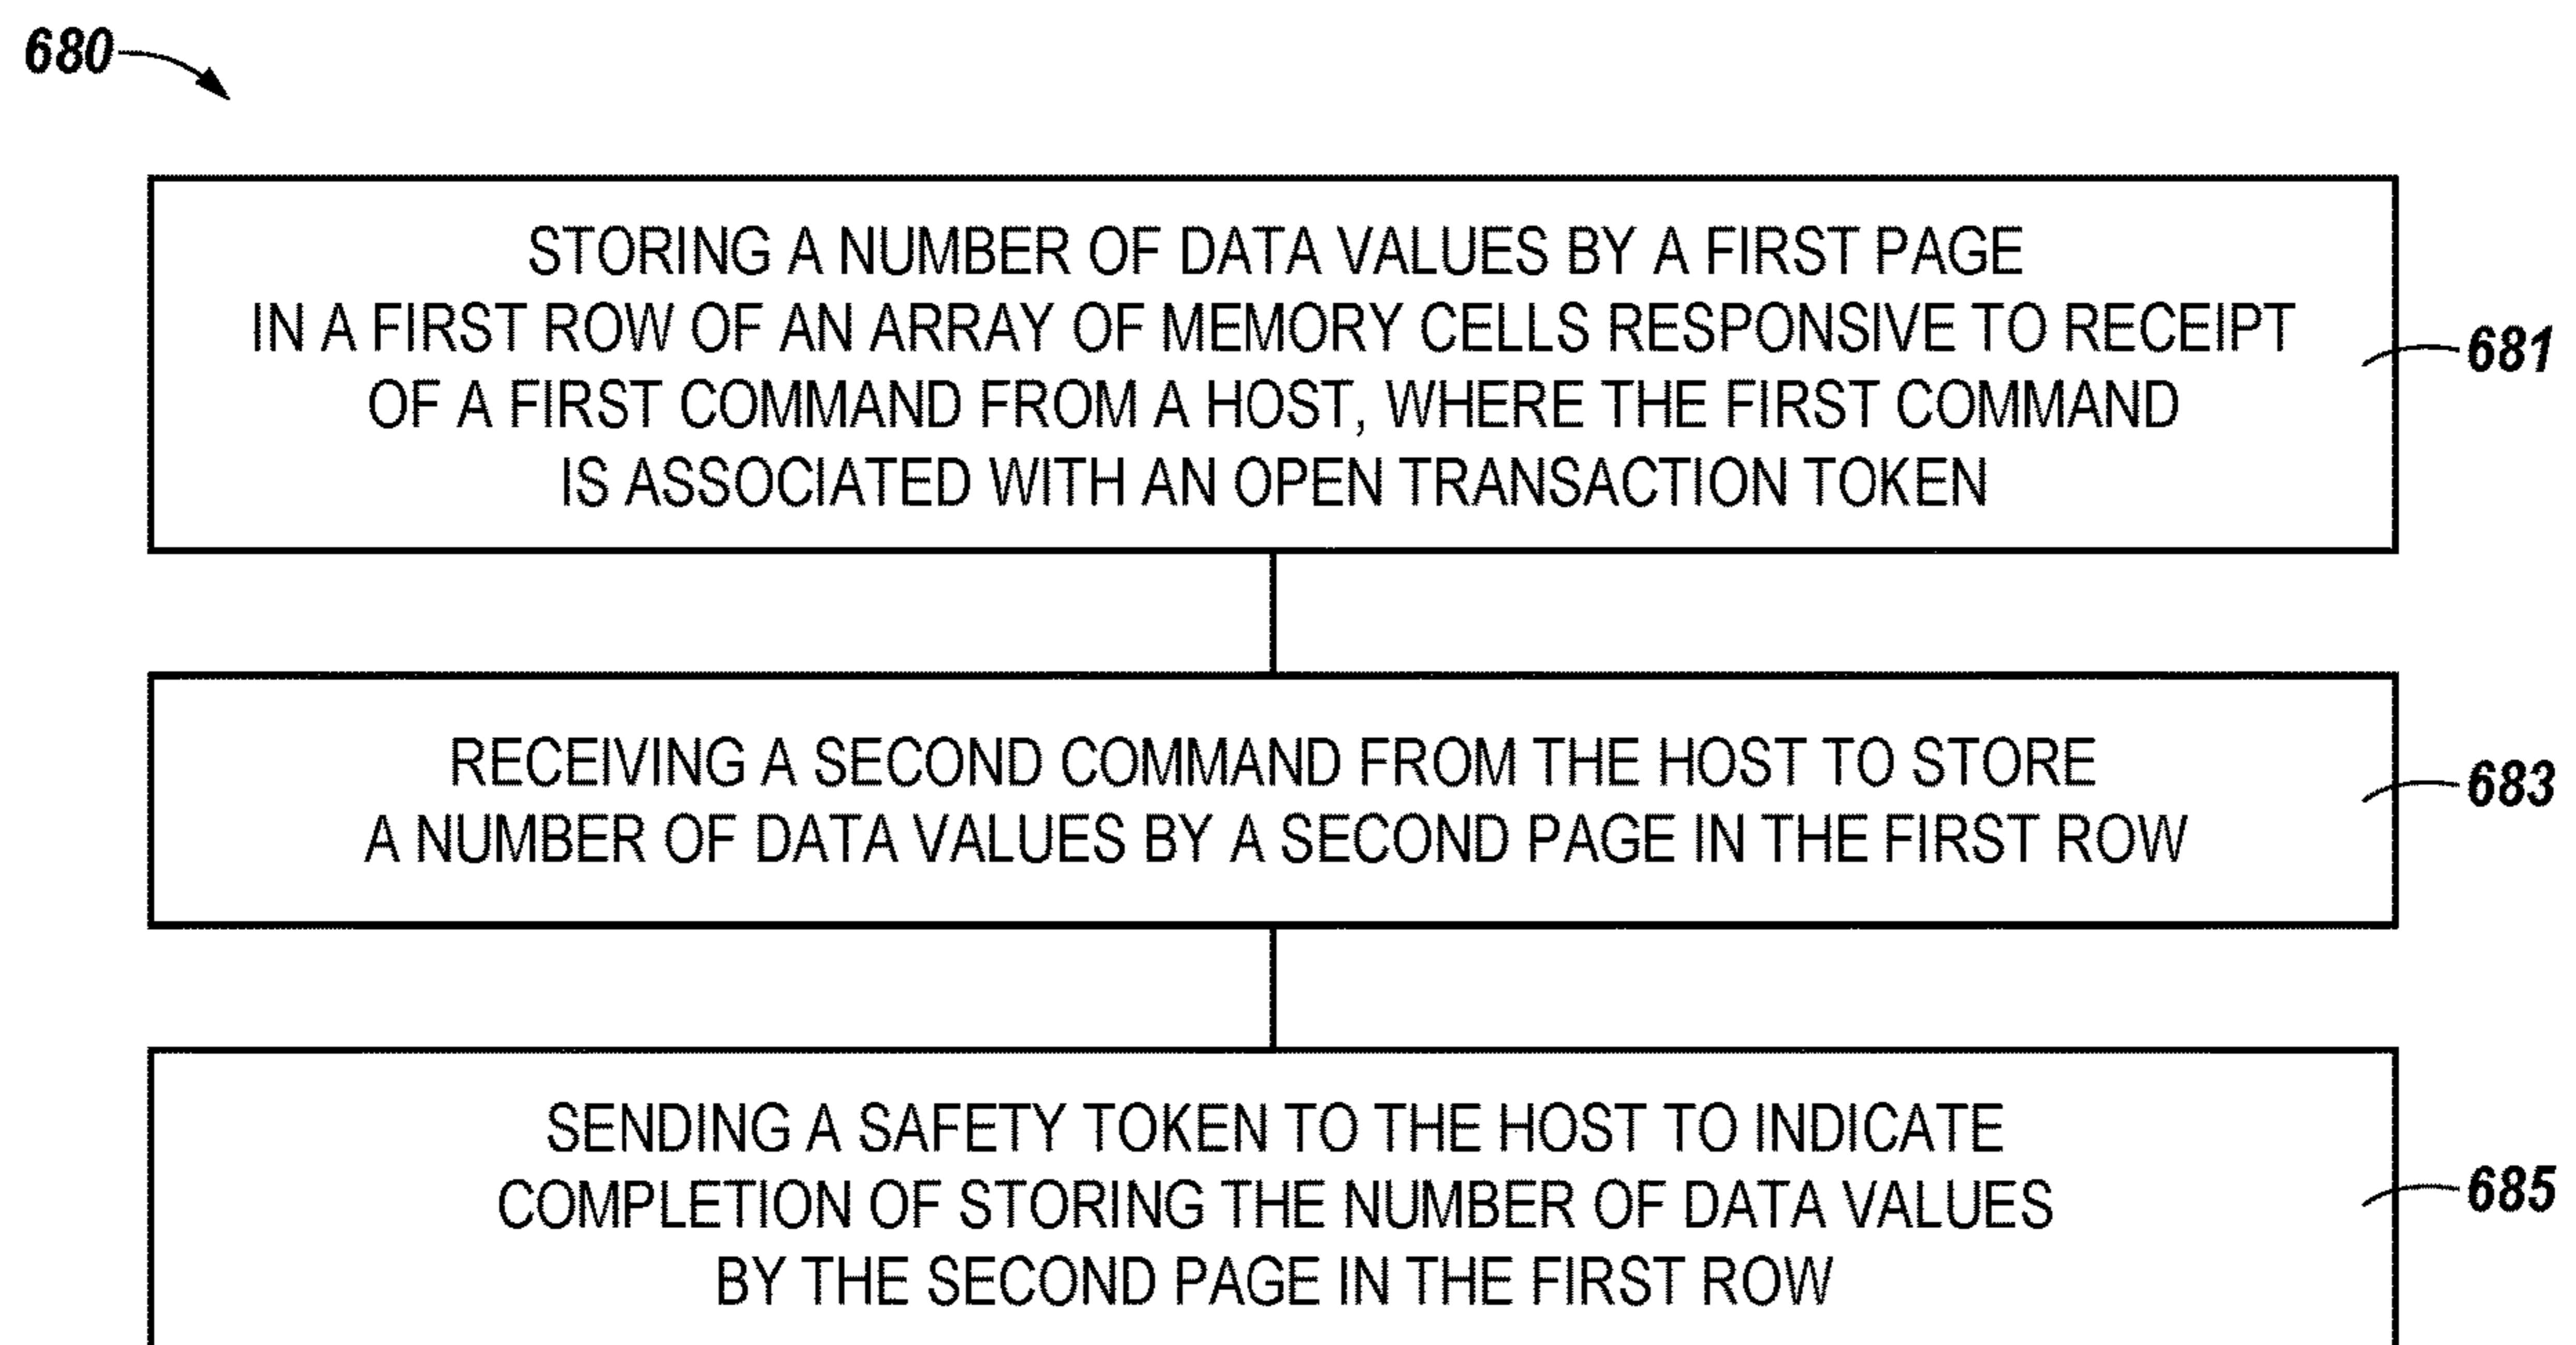 680
STORING A NUMBER OF DATA VALUES BY A FIRST PAGE
IN A FIRST ROW OF AN ARRAY OF MEMORY CELLS RESPONSIVE TO RECEIPT
OF A FIRST COMMAND FROM A HOST, WHERE THE FIRST COMMAND
IS ASSOCIATED WITH AN OPEN TRANSACTION TOKEN
681
RECEIVING A SECOND COMMAND FROM THE HOST TO STORE
A NUMBER OF DATA VALUES BY A SECOND PAGE IN THE FIRST ROW
683
SENDING A SAFETY TOKEN TO THE HOST TO INDICATE
COMPLETION OF STORING THE NUMBER OF DATA VALUES
BY THE SECOND PAGE IN THE FIRST ROW
685